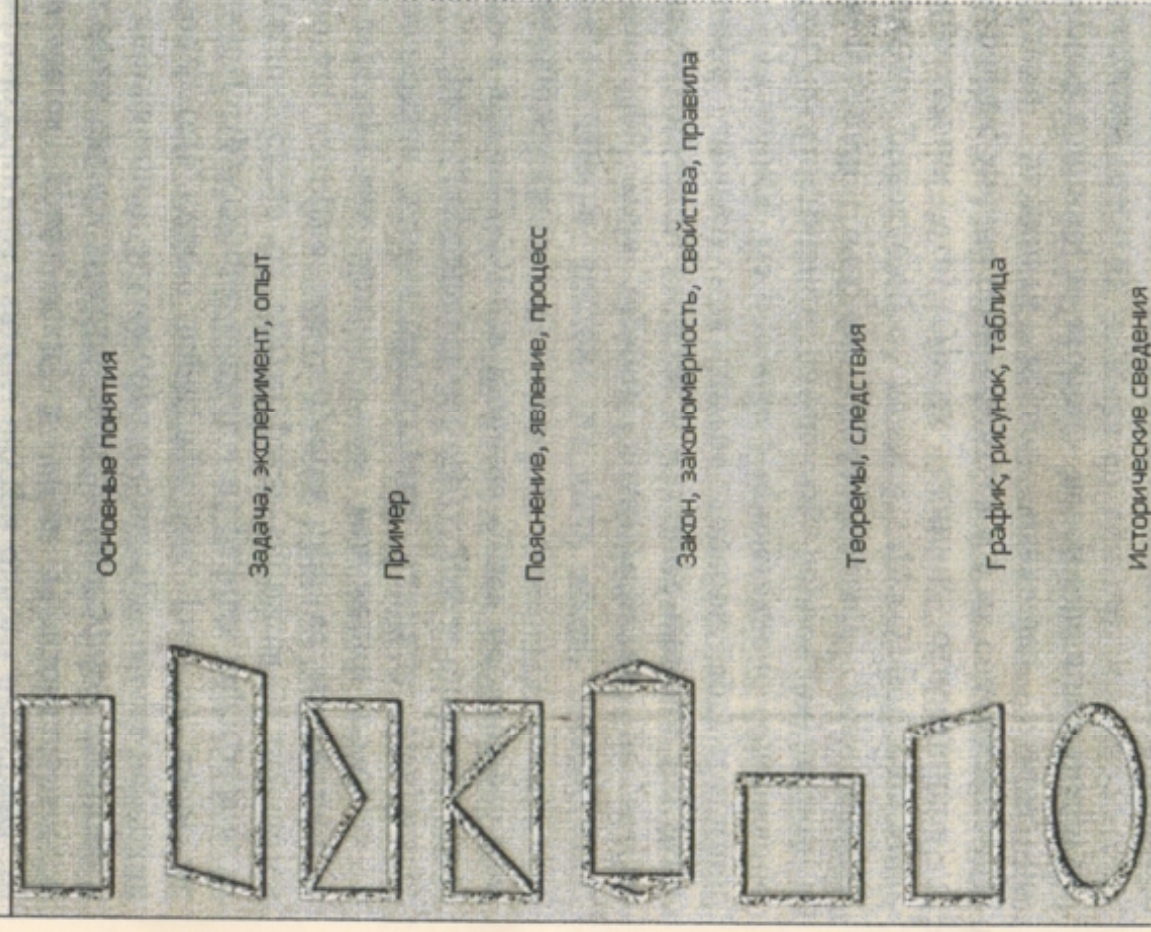 Основные понятия
Задача, эксперимент, опыт
Пример
Пояснение, явление, процесс
Закон, закономерность, свойства, правила
Теоремы, следствия
График, рисунок, таблица
Исторические сведения